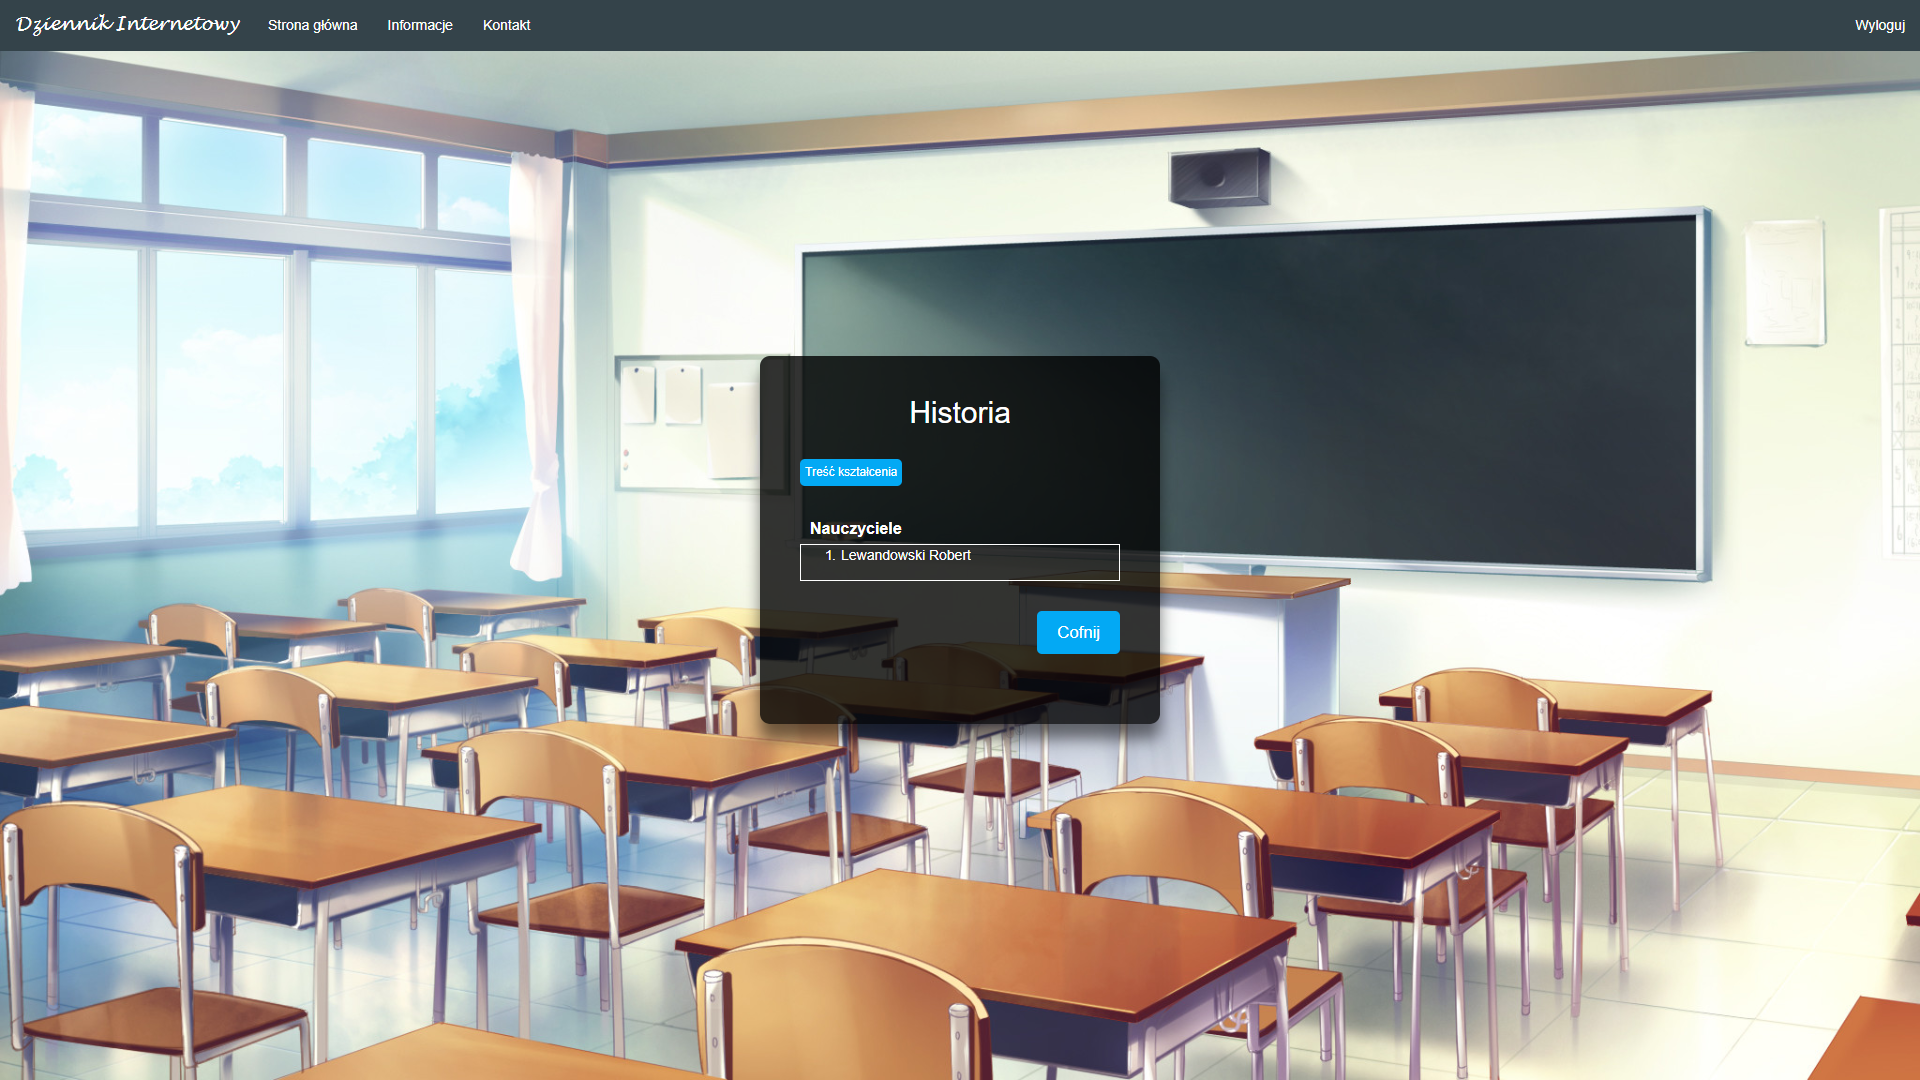 Dziennik Internetowy Strona główna Informacje Kontakt Wyloguj
Historia
Treść kształcenia
Nauczyciele
1. Lewandowski Robert
Cofnij